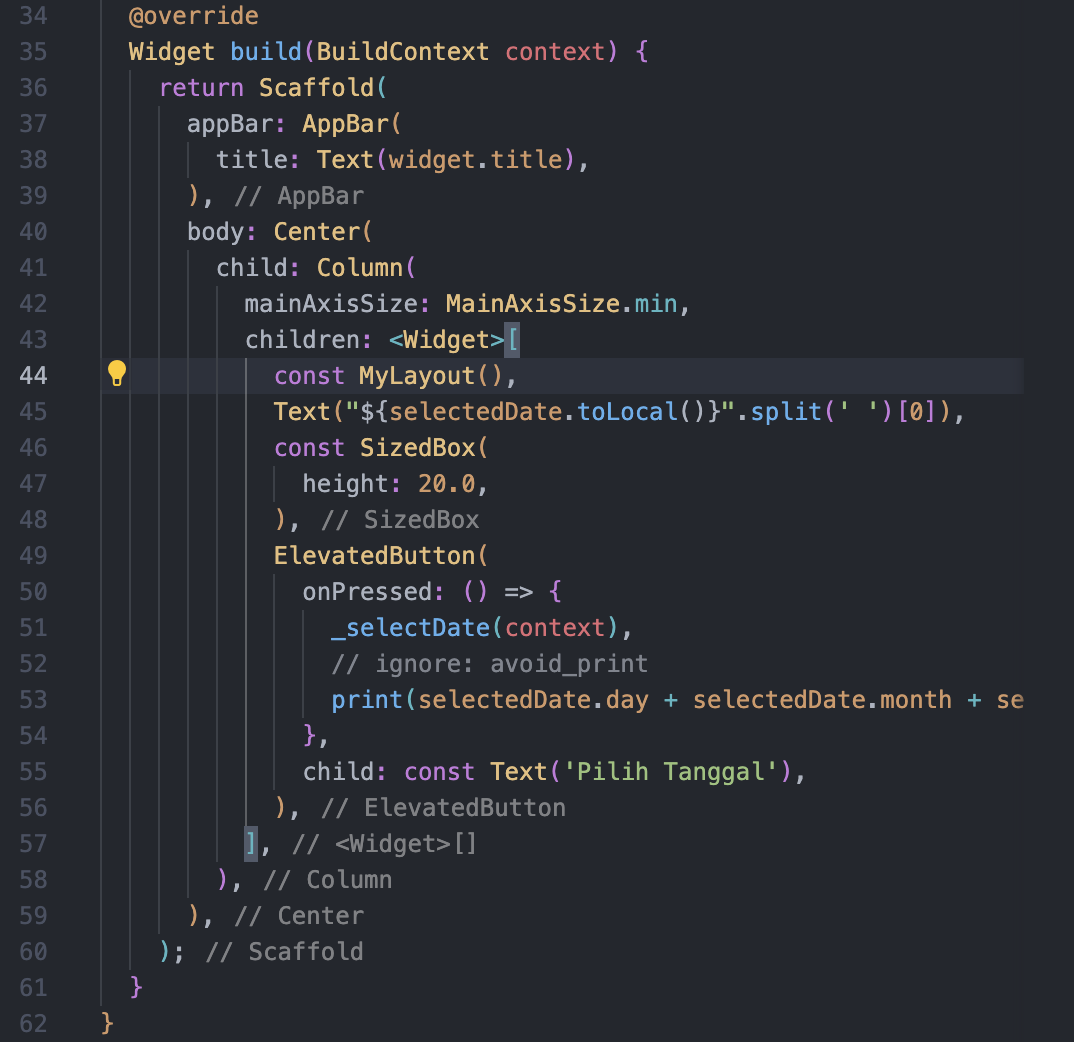 34 @override
35 Widget build(BuildContext context) {
36 return Scaffold(
37 appBar: AppBar(
38 title: Text(widget.title),
39 ), // AppBar
40 body: Center(
41 child: Column(
42 mainAxisSize: MainAxisSize.min,
43 children: <Widget>[
44 const MyLayout(),
45 Text("${selectedDate.toLocal()}".split(' ')[0]),
46 const SizedBox(
47 height: 20.0,
48 ), // SizedBox
49 ElevatedButton(
50 onPressed: () => {
51 _selectDate(context),
52 // ignore: avoid_print
53 print(selectedDate.day + selectedDate.month + se
54 },
55 child: const Text('Pilih Tanggal'),
56 ), // ElevatedButton
57 ], // <Widget>[]
58 ), // Column
59 ), // Center
60 ); // Scaffold
61 }
62 }